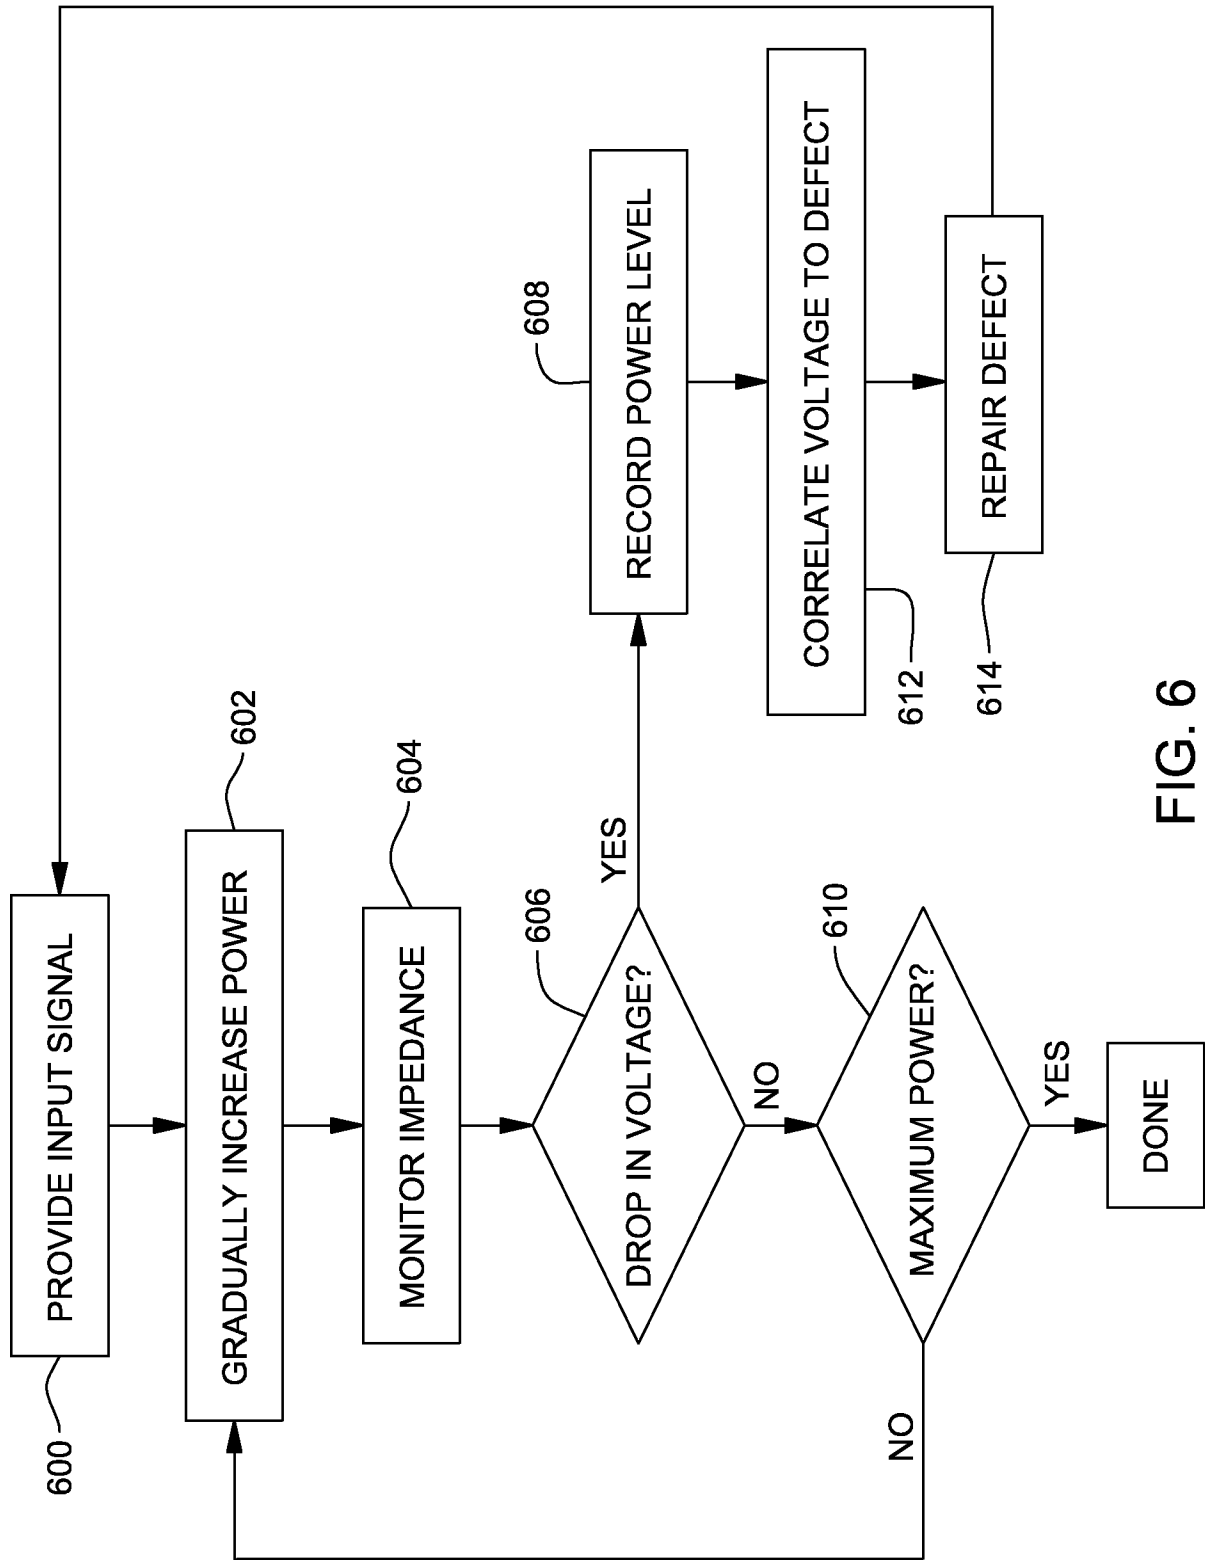 600
PROVIDE INPUT SIGNAL
602
GRADUALLY INCREASE POWER
604
MONITOR IMPEDANCE
606
DROP IN VOLTAGE?
YES
NO
608
RECORD POWER LEVEL
612
CORRELATE VOLTAGE TO DEFECT
614
REPAIR DEFECT
610
MAXIMUM POWER?
NO
YES
DONE
FIG. 6